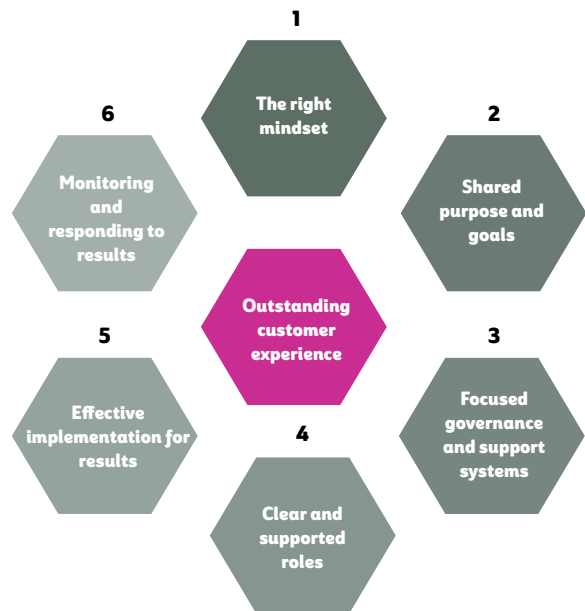 1
The right
mindset
2
Shared
purpose and
goals
3
Focused
governance
and support
systems
4
Clear and
supported
roles
5
Effective
implementation for
results
6
Monitoring
and
responding to
results
Outstanding
customer
experience